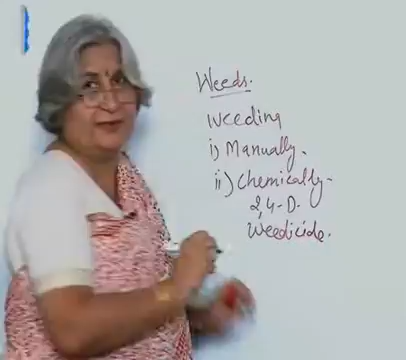 Weeds.
Weeding
i) Manually.
ii) Chemically-
2,4-D.
Weedicide.